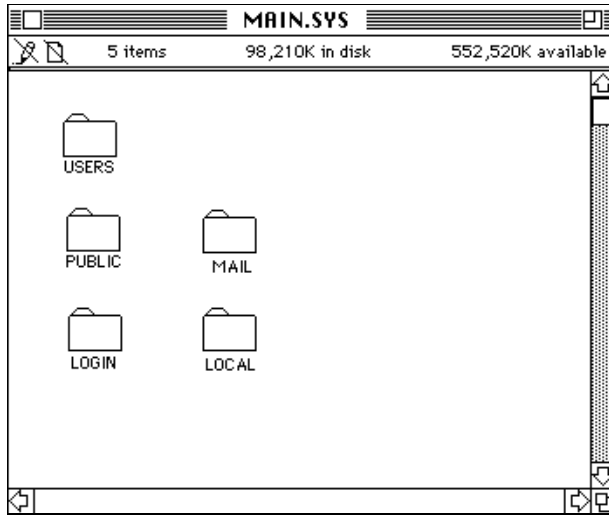 MAIN.SYS
5 items 98,210K in disk 552,520K available
USERS
PUBLIC MAIL
LOGIN LOCAL